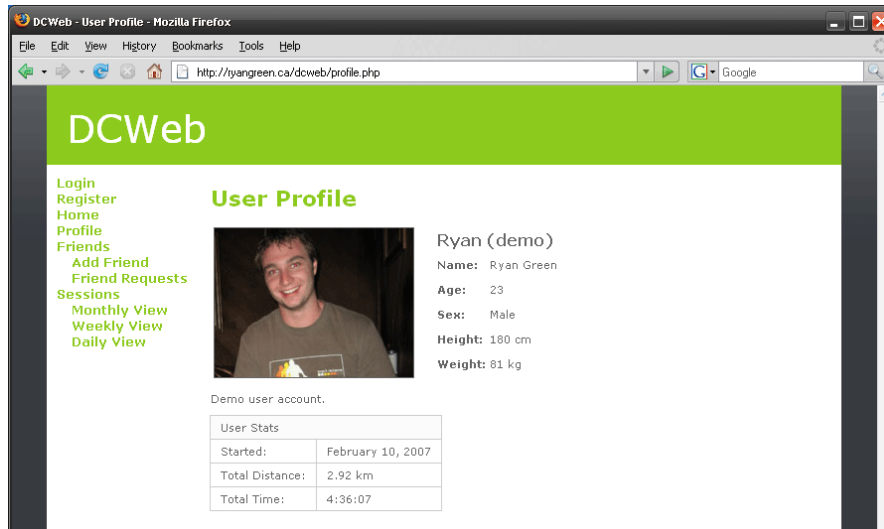 DCWeb - User Profile - Mozilla Firefox
File Edit View History Bookmarks Tools Help
http://ryangreen.ca/dcweb/profile.php
G Google
DCWeb
Login
Register
Home
Profile
Friends
Add Friend
Friend Requests
Sessions
Monthly View
Weekly View
Daily View
User Profile
Ryan (demo)
Name: Ryan Green
Age: 23
Sex: Male
Height: 180 cm
Weight: 81 kg
Demo user account.
User Stats
Started: February 10, 2007
Total Distance: 2.92 km
Total Time: 4:36:07